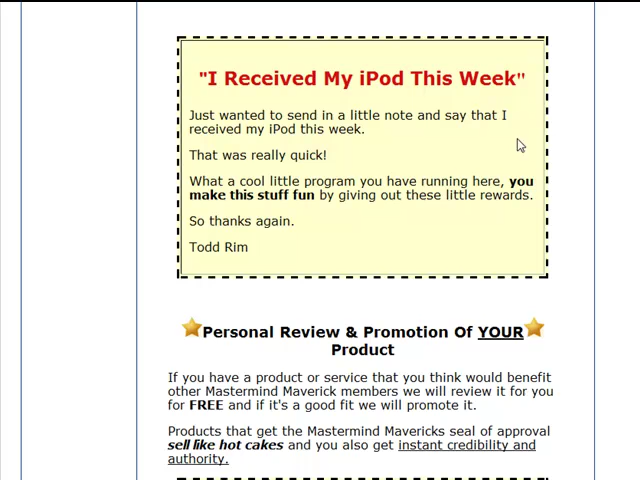 "I Received My iPod This Week"
Just wanted to send in a little note and say that I
received my iPod this week.
That was really quick!
What a cool little program you have running here, you
make this stuff fun by giving out these little rewards.
So thanks again.
Todd Rim
Personal Review & Promotion Of YOUR
Product
If you have a product or service that you think would benefit
other Mastermind Maverick members we will review it for you
for FREE and if it's a good fit we will promote it.
Products that get the Mastermind Mavericks seal of approval
sell like hot cakes and you also get instant credibility and
authority.